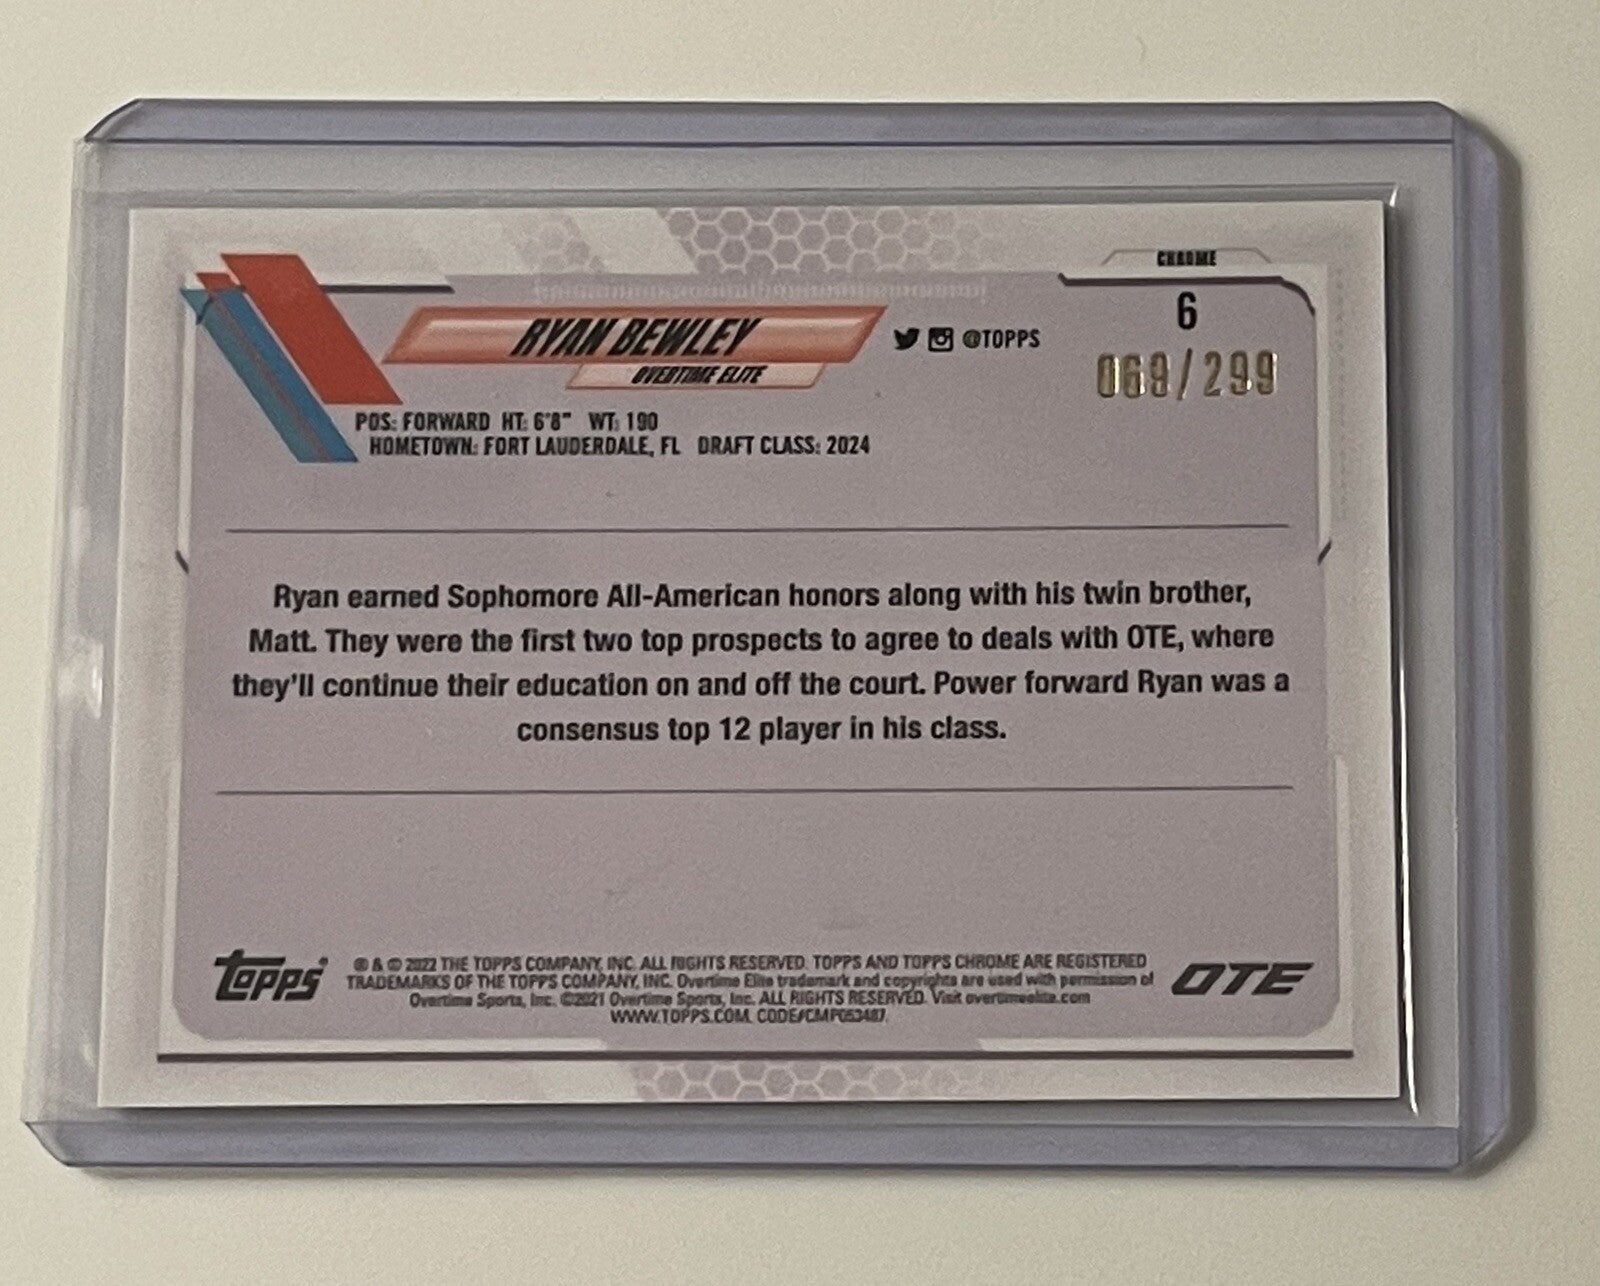 CHROME
6
069/299
RYAN BEWLEY
OVERTIME ELITE
@TOPPS
POS: FORWARD HT: 6'8" WT: 190
HOMETOWN: FORT LAUDERDALE, FL DRAFT CLASS: 2024
Ryan earned Sophomore All-American honors along with his twin brother,
Matt. They were the first two top prospects to agree to deals with OTE, where
they'll continue their education on and off the court. Power forward Ryan was a
consensus top 12 player in his class.
topps®
® & © 2022 THE TOPPS COMPANY, INC. ALL RIGHTS RESERVED. TOPPS AND TOPPS CHROME ARE REGISTERED
TRADEMARKS OF THE TOPPS COMPANY, INC. Overtime Elite trademark and copyrights are used with permission of
Overtime Sports, Inc. ©2021 Overtime Sports, Inc. ALL RIGHTS RESERVED. Visit overtimeelite.com
WWW.TOPPS.COM. CODE#CMP053487
OTE